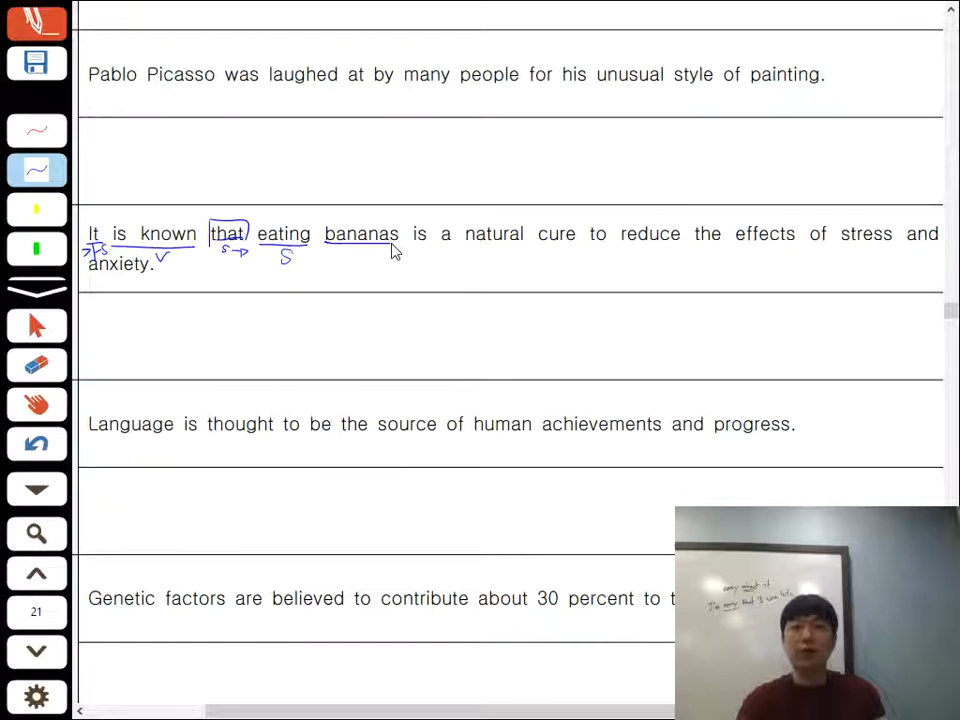 Pablo Picasso was laughed at by many people for his unusual style of painting.
It is known that eating bananas is a natural cure to reduce the effects of stress and
S V S
anxiety.
Language is thought to be the source of human achievements and progress.
Genetic factors are believed to contribute about 30 percent to t
21